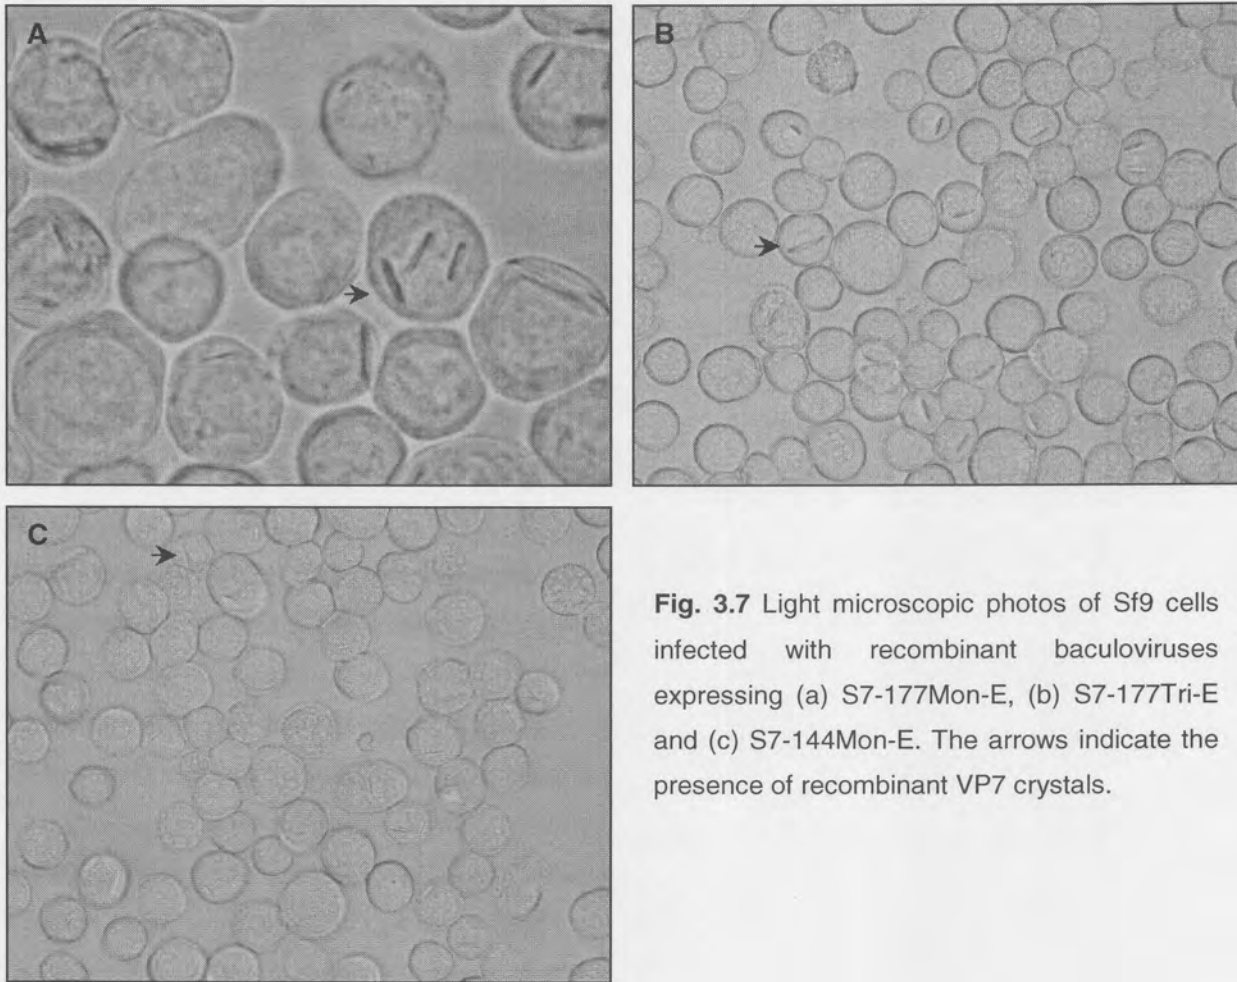 A
B
C
Fig. 3.7 Light microscopic photos of Sf9 cells
infected with recombinant baculoviruses
expressing (a) S7-177Mon-E, (b) S7-177Tri-E
and (c) S7-144Mon-E. The arrows indicate the
presence of recombinant VP7 crystals.